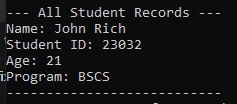 --- All Student Records ---
Name: John Rich
Student ID: 23032
Age: 21
Program: BSCS
---------------------------